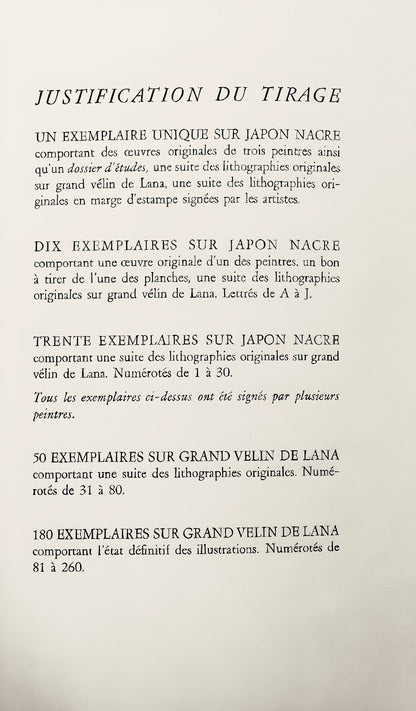 JUSTIFICATION DU TIRAGE
UN EXEMPLAIRE UNIQUE SUR JAPON NACRE
comportant des œuvres originales de trois peintres ainsi
qu'un dossier d'études, une suite des lithographies originales
sur grand vélin de Lana, une suite des lithographies ori-
ginales en marge d'estampe signées par les artistes.
DIX EXEMPLAIRES SUR JAPON NACRE
comportant une œuvre originale d'un des peintres, un bon
à tirer de l'une des planches, une suite des lithographies
originales sur grand vélin de Lana. Lettrés de A à J.
TRENTE EXEMPLAIRES SUR JAPON NACRE
comportant une suite des lithographies originales sur grand
vélin de Lana. Numérotés de 1 à 30.
Tous les exemplaires ci-dessus ont été signés par plusieurs
peintres.
50 EXEMPLAIRES SUR GRAND VELIN DE LANA
comportant une suite des lithographies originales. Numé-
rotés de 31 à 80.
180 EXEMPLAIRES SUR GRAND VELIN DE LANA
comportant l'état définitif des illustrations. Numérotés de
81 à 260.